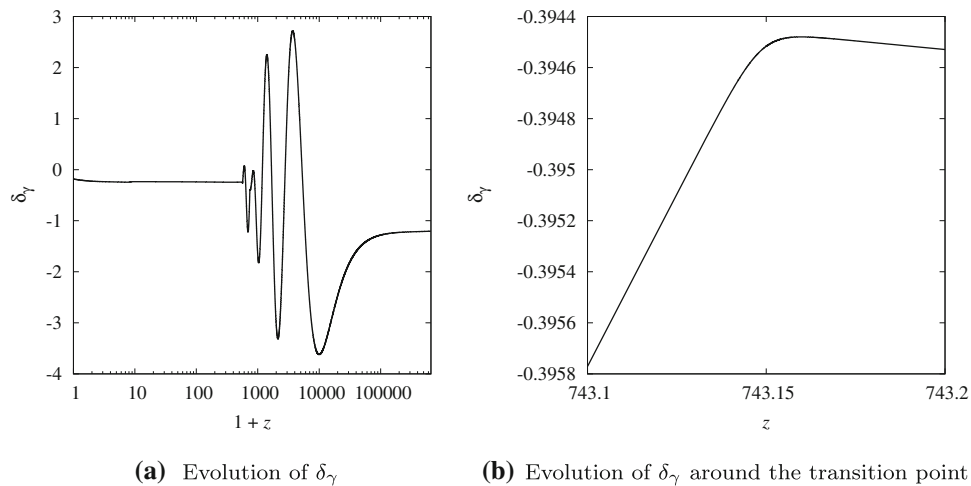 3
2
1
0
-1
-2
-3
-4
δγ
1 10 100 1000 10000 100000
1 + z
-0.3944
-0.3946
-0.3948
-0.395
-0.3952
-0.3954
-0.3956
-0.3958
δγ
743.1 743.15 743.2
z
(a) Evolution of δγ
(b) Evolution of δγ around the transition point